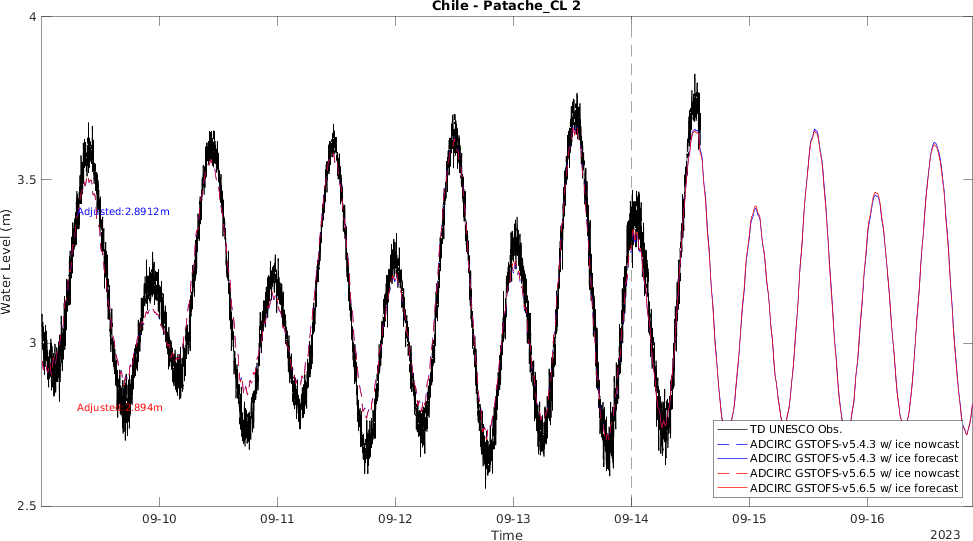 Chile - Patache_CL 2
4
3.5
3
2.5
Water Level (m)
Adjusted:2.8912m
Adjusted:2.894m
TD UNESCO Obs.
ADCIRC GSTOFS-v5.4.3 w/ ice nowcast
ADCIRC GSTOFS-v5.4.3 w/ ice forecast
ADCIRC GSTOFS-v5.6.5 w/ ice nowcast
ADCIRC GSTOFS-v5.6.5 w/ ice forecast
09-10 09-11 09-12 09-13 09-14 09-15 09-16
Time
2023